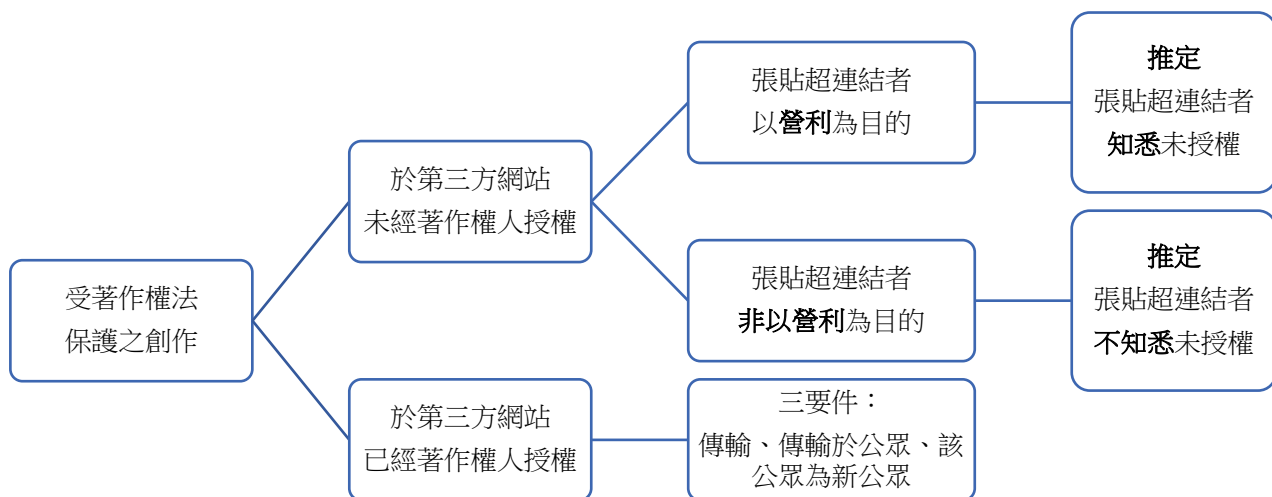 受著作權法
保護之創作
於第三方網站
未經著作權人授權
張貼超連結者
以營利為目的
推定
張貼超連結者
知悉未授權
張貼超連結者
非以營利為目的
推定
張貼超連結者
不知悉未授權
於第三方網站
已經著作權人授權
三要件：
傳輸、傳輸於公眾、該
公眾為新公眾